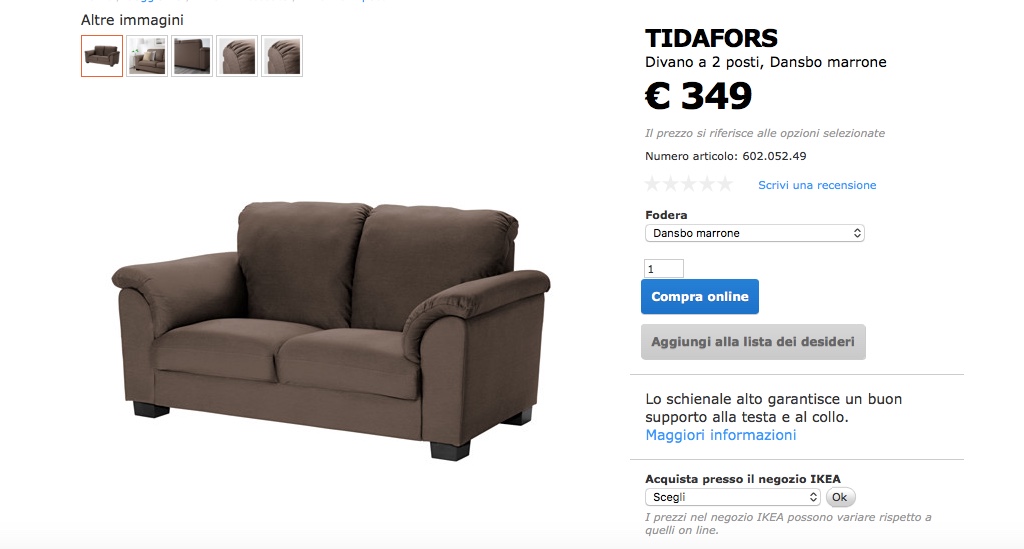 Altre immagini
TIDAFORS
Divano a 2 posti, Dansbo marrone
€ 349
Il prezzo si riferisce alle opzioni selezionate
Numero articolo: 602.052.49
Scrivi una recensione
Fodera
Dansbo marrone
1
Compra online
Aggiungi alla lista dei desideri
Lo schienale alto garantisce un buon
supporto alla testa e al collo.
Maggiori informazioni
Acquista presso il negozio IKEA
Scegli Ok
I prezzi nel negozio IKEA possono variare rispetto a
quelli on line.